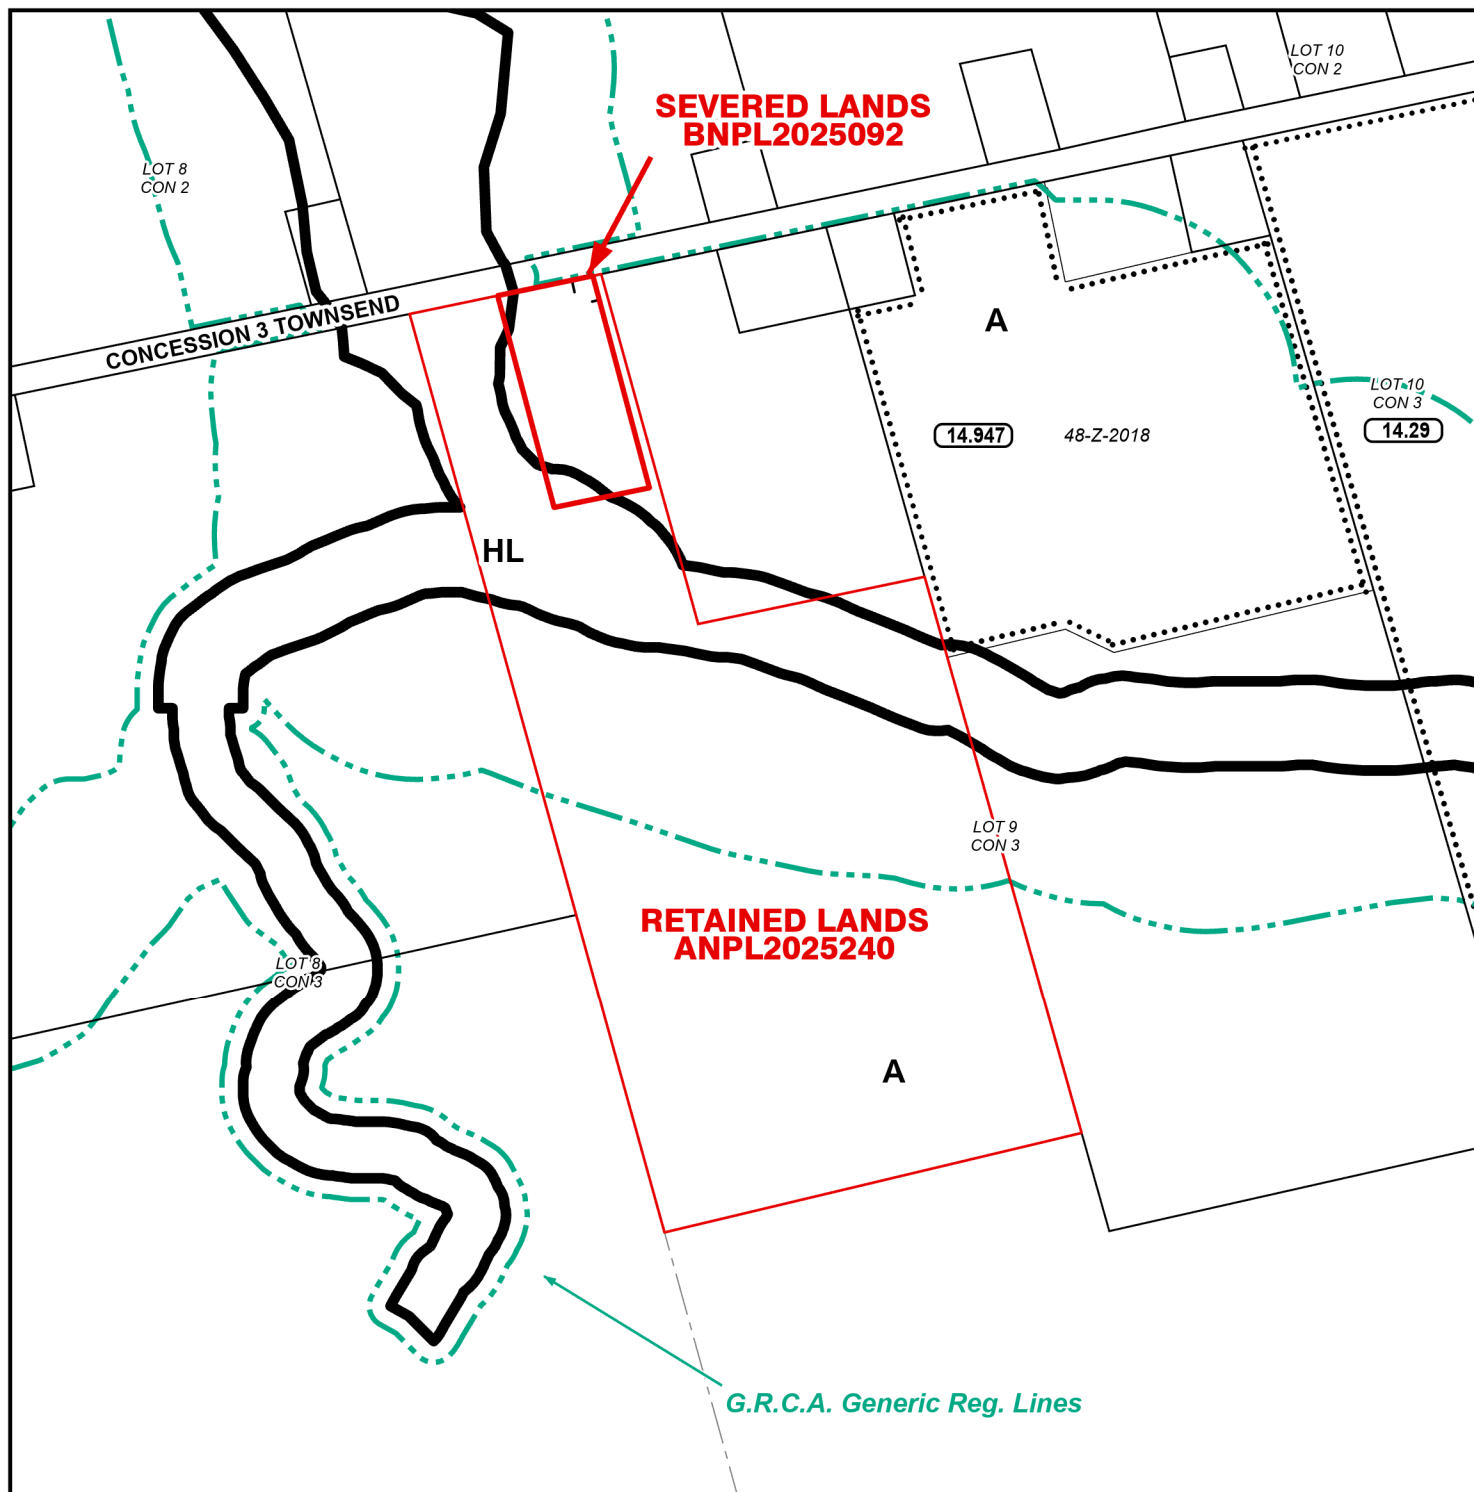 LOT 10
CON 2
SEVERED LANDS
BNPL2025092
LOT 8
CON 2
CONCESSION 3 TOWNSEND
A
LOT 10
CON 3
14.947
48-Z-2018
14.29
HL
LOT 9
CON 3
RETAINED LANDS
ANPL2025240
LOT 8
CON 3
A
G.R.C.A. Generic Reg. Lines